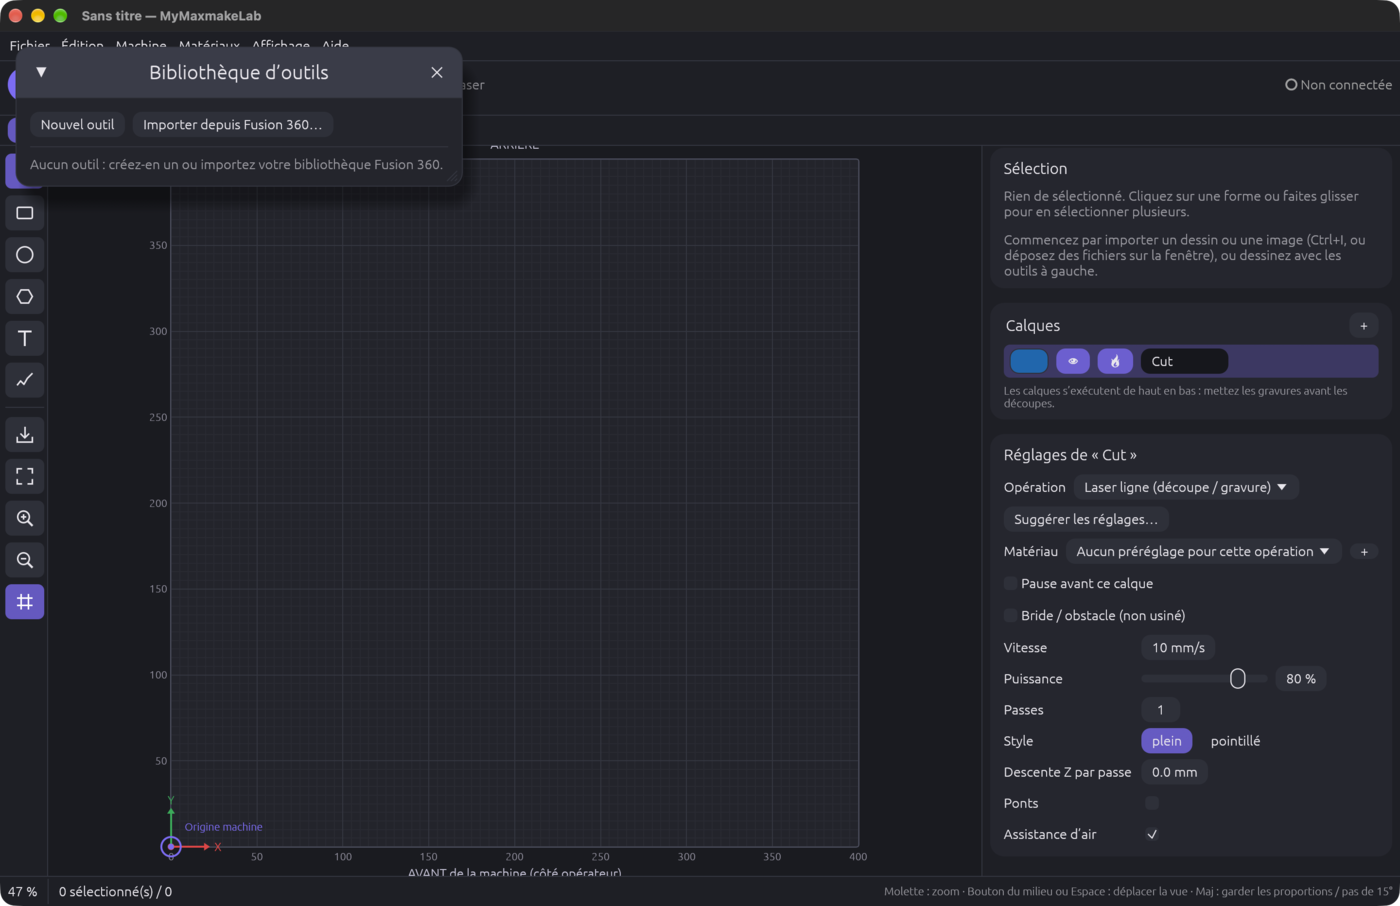 Sans titre — MyMaxmakeLab
Fichier Édition Machine Matériaux Affichage Aide
Bibliothèque d’outils
Non connectée
Nouvel outil Importer depuis Fusion 360…
Aucun outil : créez-en un ou importez votre bibliothèque Fusion 360.
ARRIÈRE
Sélection
Rien de sélectionné. Cliquez sur une forme ou faites glisser
pour en sélectionner plusieurs.
Commencez par importer un dessin ou une image (Ctrl+I, ou
déposez des fichiers sur la fenêtre), ou dessinez avec les
outils à gauche.
Calques
+
Cut
Les calques s’exécutent de haut en bas : mettez les gravures avant les
découpes.
Réglages de « Cut »
Opération Laser ligne (découpe / gravure)
Suggérer les réglages…
Matériau Aucun préréglage pour cette opération +
Pause avant ce calque
Bride / obstacle (non usiné)
Vitesse 10 mm/s
Puissance 80 %
Passes 1
Style plein pointillé
Descente Z par passe 0.0 mm
Ponts
Assistance d’air
350
300
250
200
150
100
50
Y
Origine machine
X
0 50 100 150 200 250 300 350 400
AVANT de la machine (côté opérateur)
47 % 0 sélectionné(s) / 0
Molette : zoom · Bouton du milieu ou Espace : déplacer la vue · Maj : garder les proportions / pas de 15°